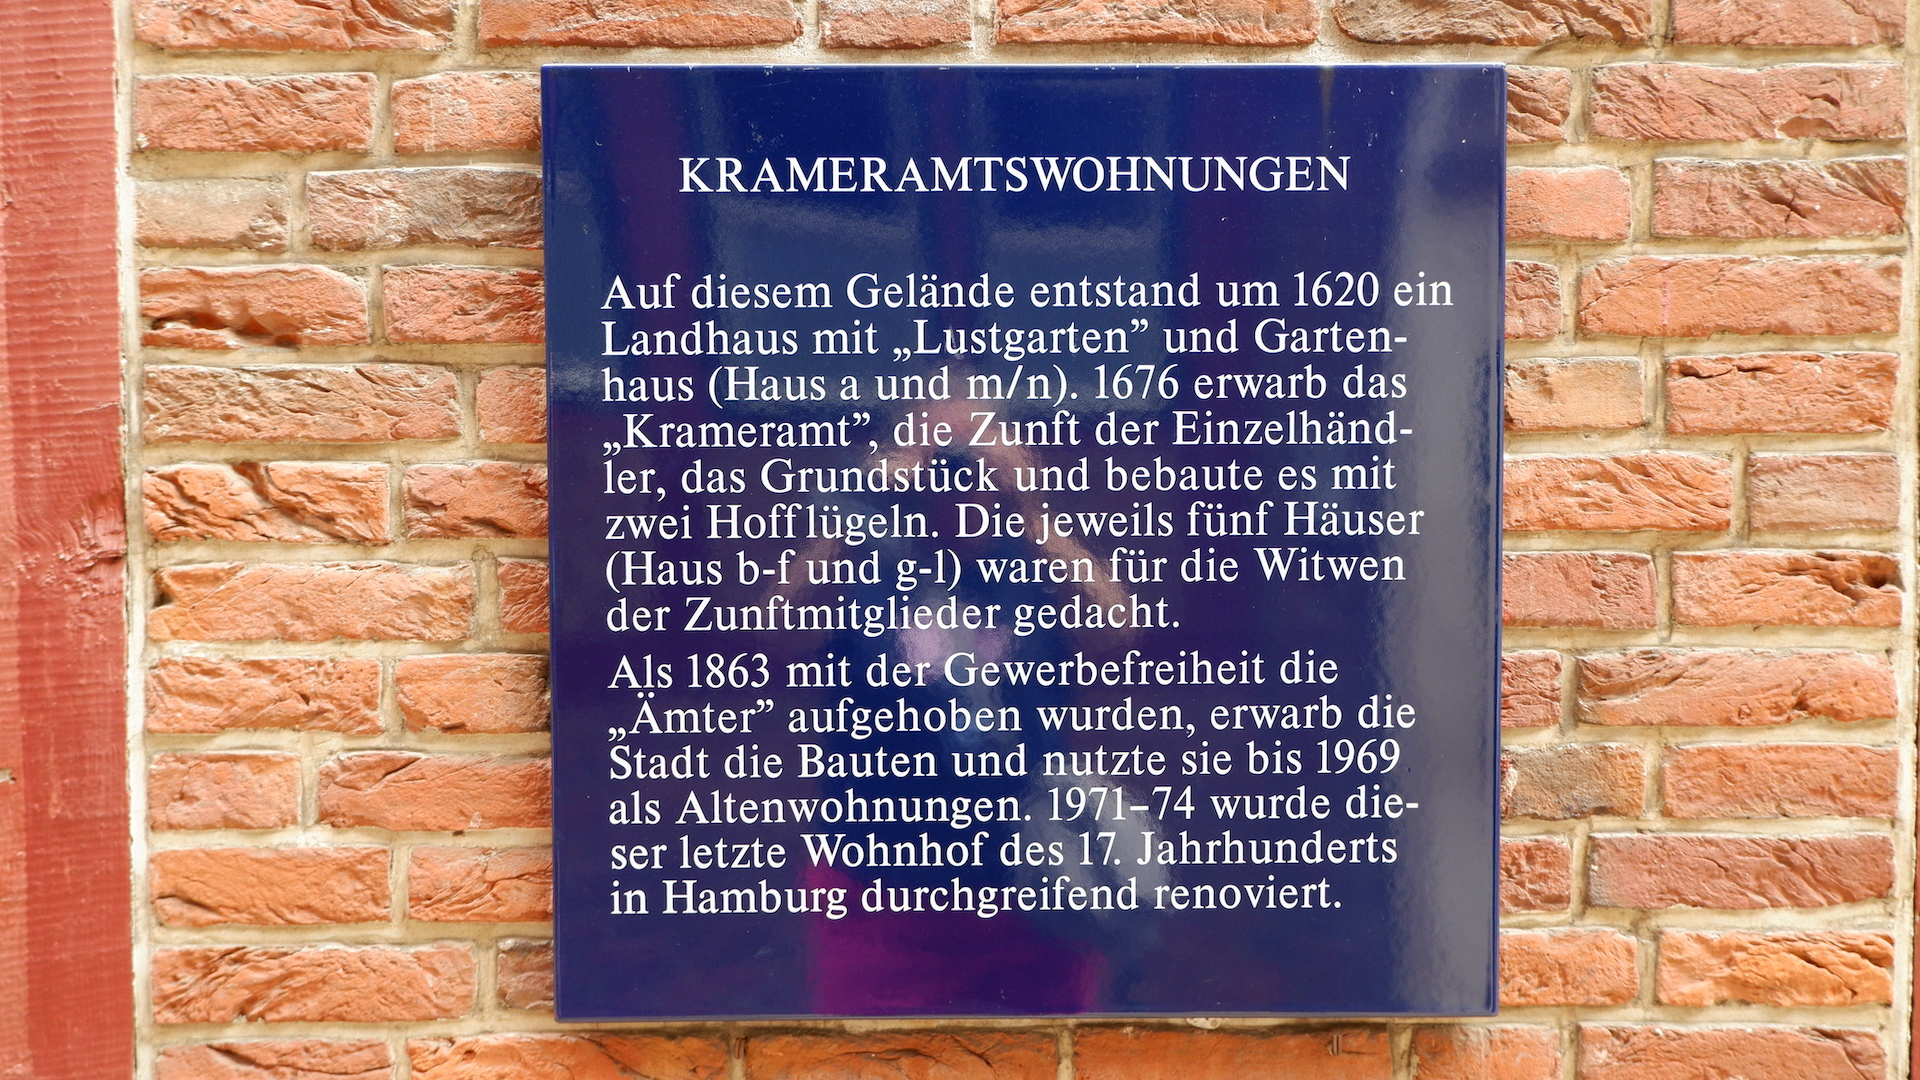 KRAMERAMTSWOHNUNGEN
Auf diesem Gelände entstand um 1620 ein
Landhaus mit „Lustgarten” und Garten-
haus (Haus a und m/n). 1676 erwarb das
„Krameramt”, die Zunft der Einzelhänd-
ler, das Grundstück und bebaute es mit
zwei Hofflügeln. Die jeweils fünf Häuser
(Haus b-f und g-l) waren für die Witwen
der Zunftmitglieder gedacht.
Als 1863 mit der Gewerbefreiheit die
„Ämter” aufgehoben wurden, erwarb die
Stadt die Bauten und nutzte sie bis 1969
als Altenwohnungen. 1971–74 wurde die-
ser letzte Wohnhof des 17. Jahrhunderts
in Hamburg durchgreifend renoviert.